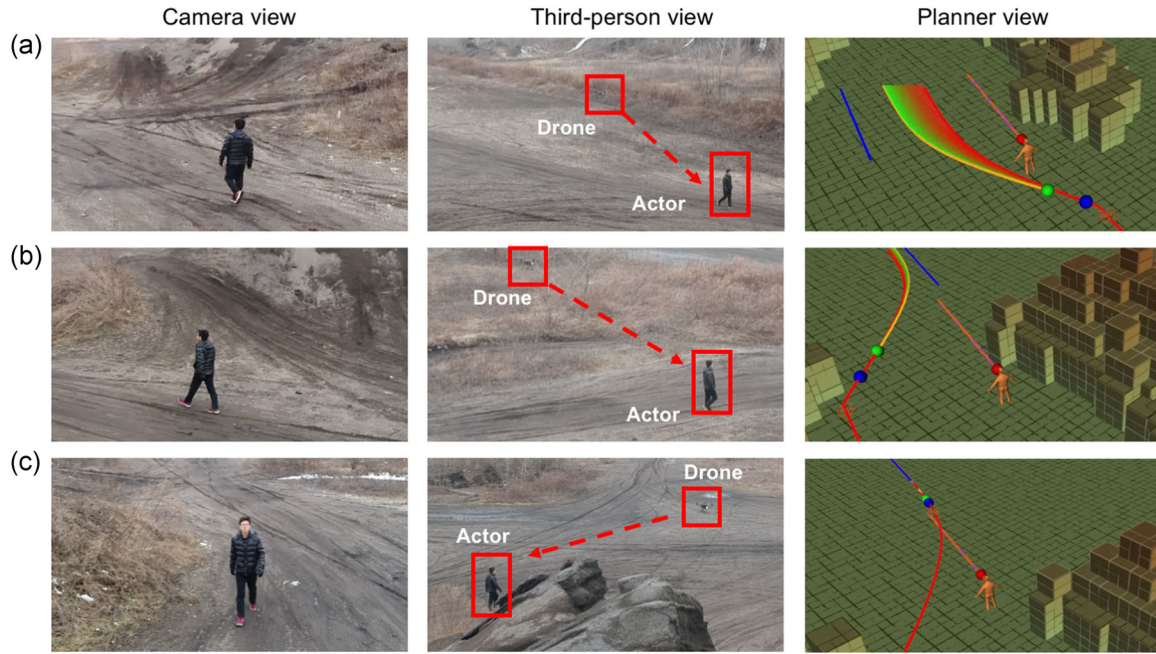 Camera view
Third-person view
Planner view
(a)
Drone
Actor
(b)
Drone
Actor
(c)
Drone
Actor